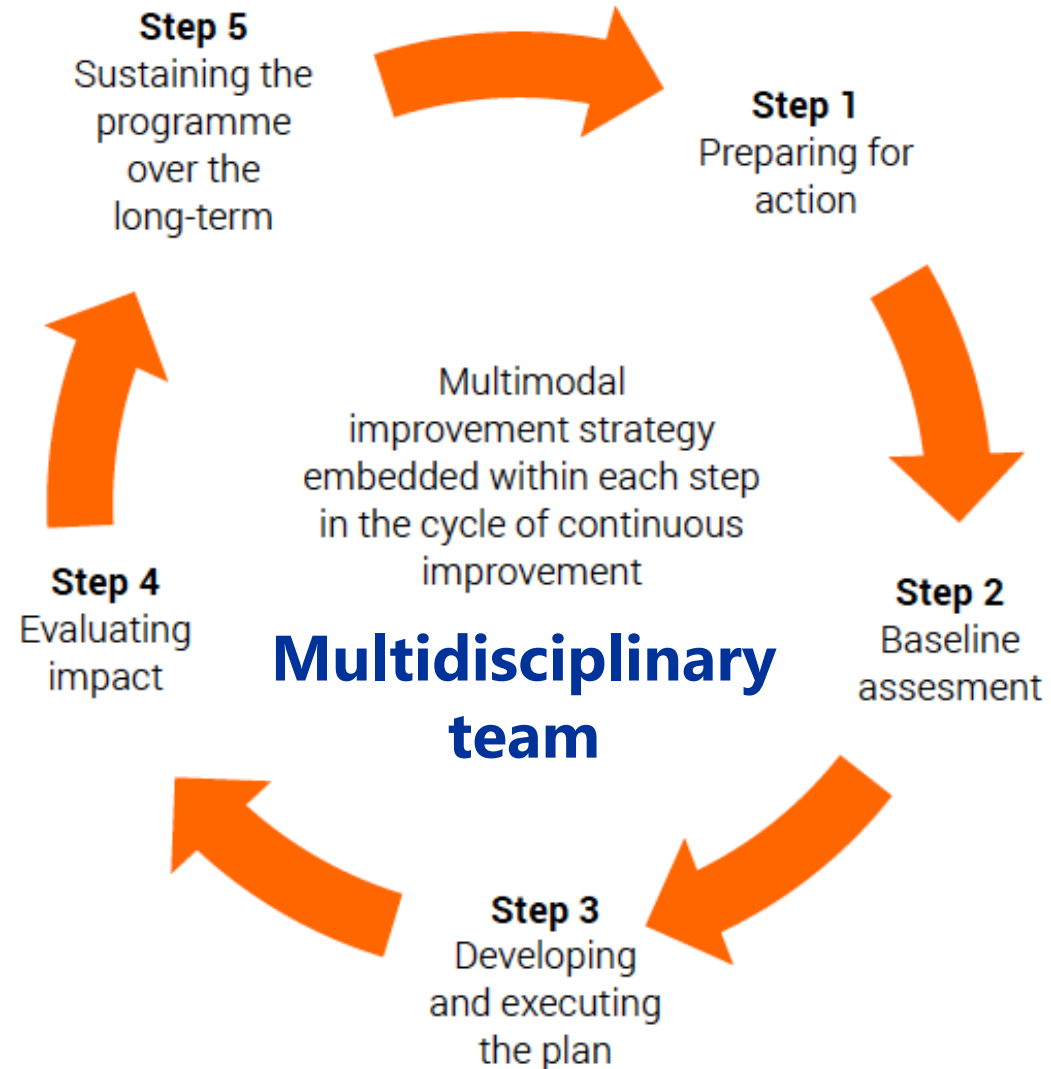 Step 5
Sustaining the
programme
over the
long-term
Step 1
Preparing for
action
Multimodal
improvement strategy
embedded within each step
in the cycle of continuous
improvement
Multidisciplinary
team
Step 2
Baseline
assesment
Step 3
Developing
and executing
the plan
Step 4
Evaluating
impact